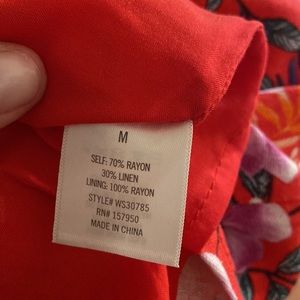 M
SELF: 70% RAYON
30% LINEN
LINING: 100% RAYON
STYLE# WS30785
RN# 157950
MADE IN CHINA